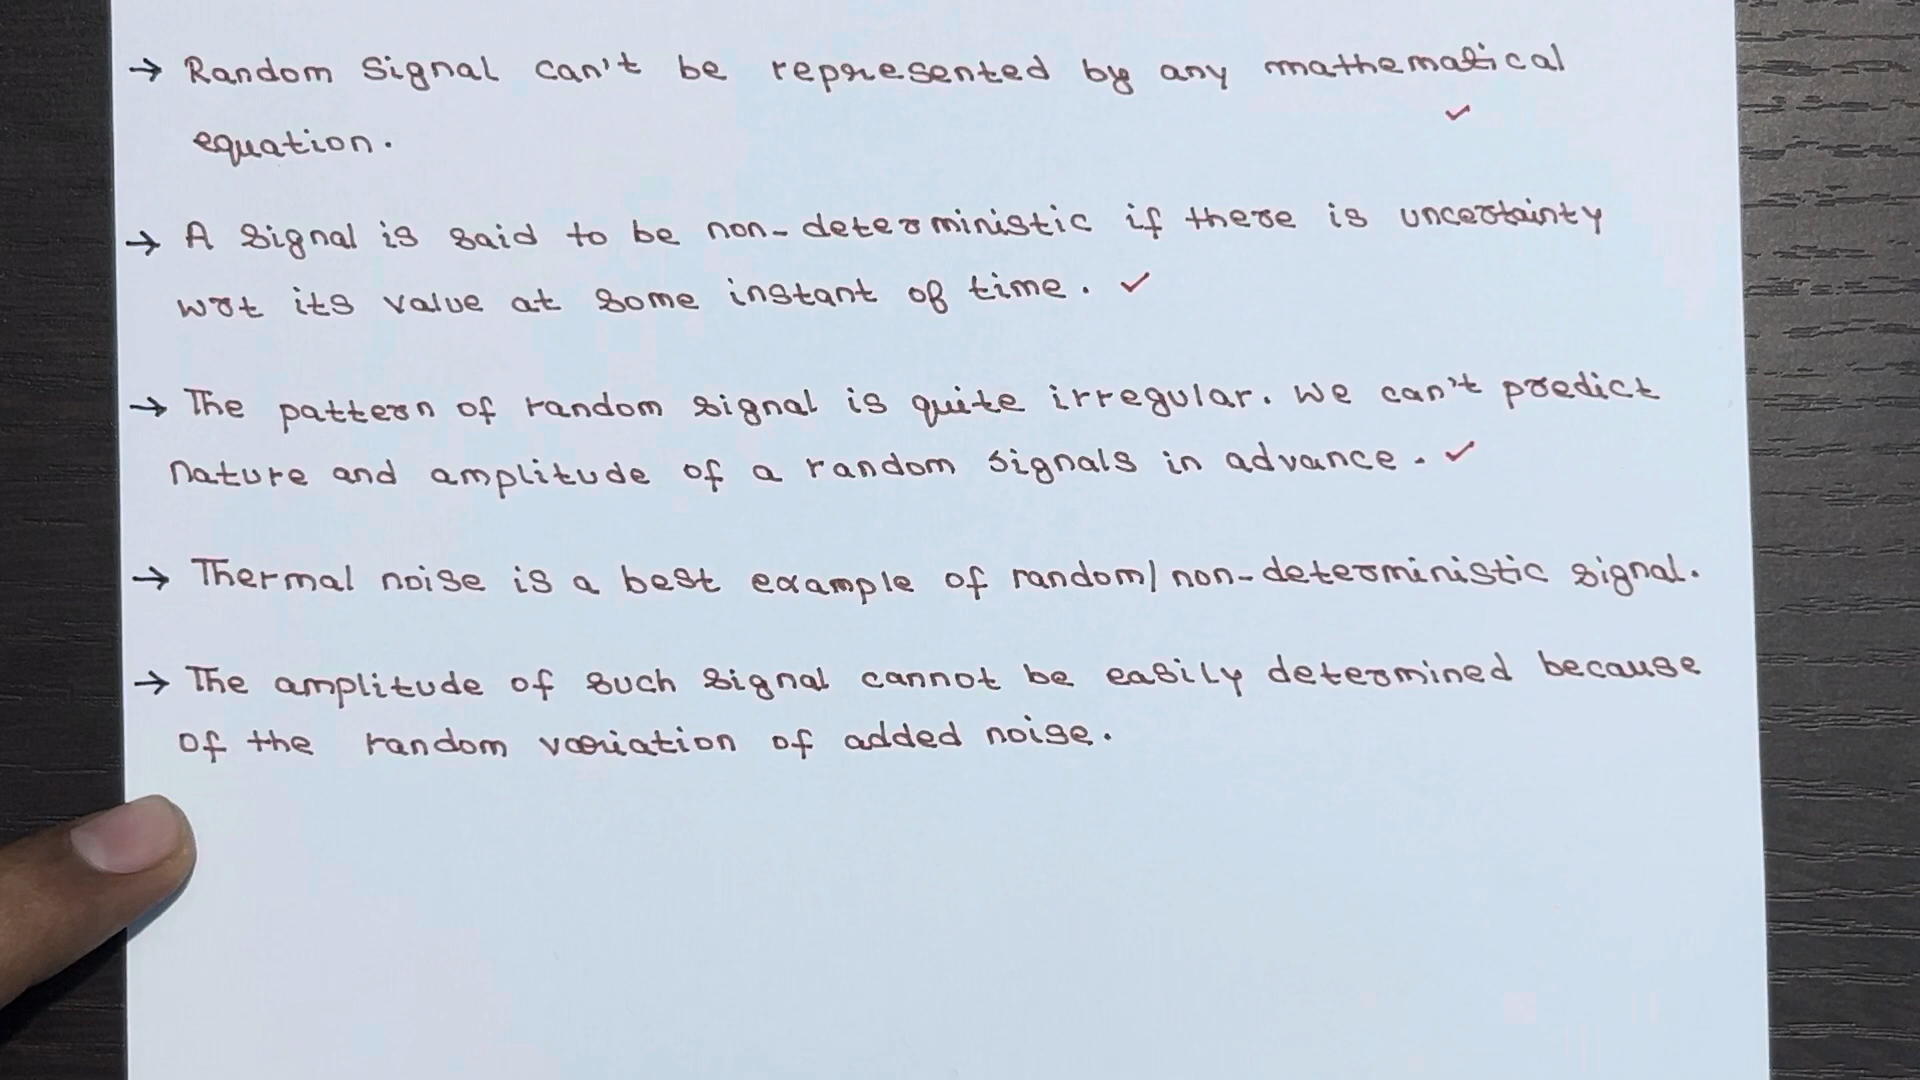 → Random Signal can't be represented by any mathematical
equation.
→ A signal is said to be non-deterministic if there is uncertainty
wrt its value at some instant of time. ✓
→ The pattern of random signal is quite irregular. We can't predict
nature and amplitude of a random signals in advance. ✓
→ Thermal noise is a best example of random/non-deterministic signal.
→ The amplitude of such signal cannot be easily determined because
of the random variation of added noise.